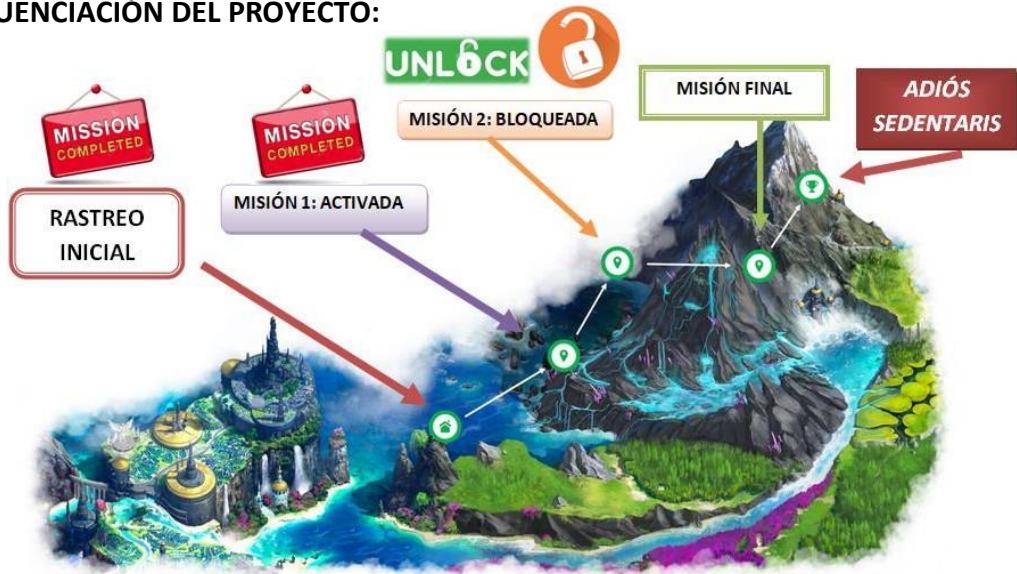 UENCIACIÓN DEL PROYECTO:
UNLOCK
MISSION
COMPLETED
MISSION
COMPLETED
RASTREO
INICIAL
MISIÓN 1: ACTIVADA
MISIÓN 2: BLOQUEADA
MISIÓN FINAL
ADIÓS
SEDENTARIS